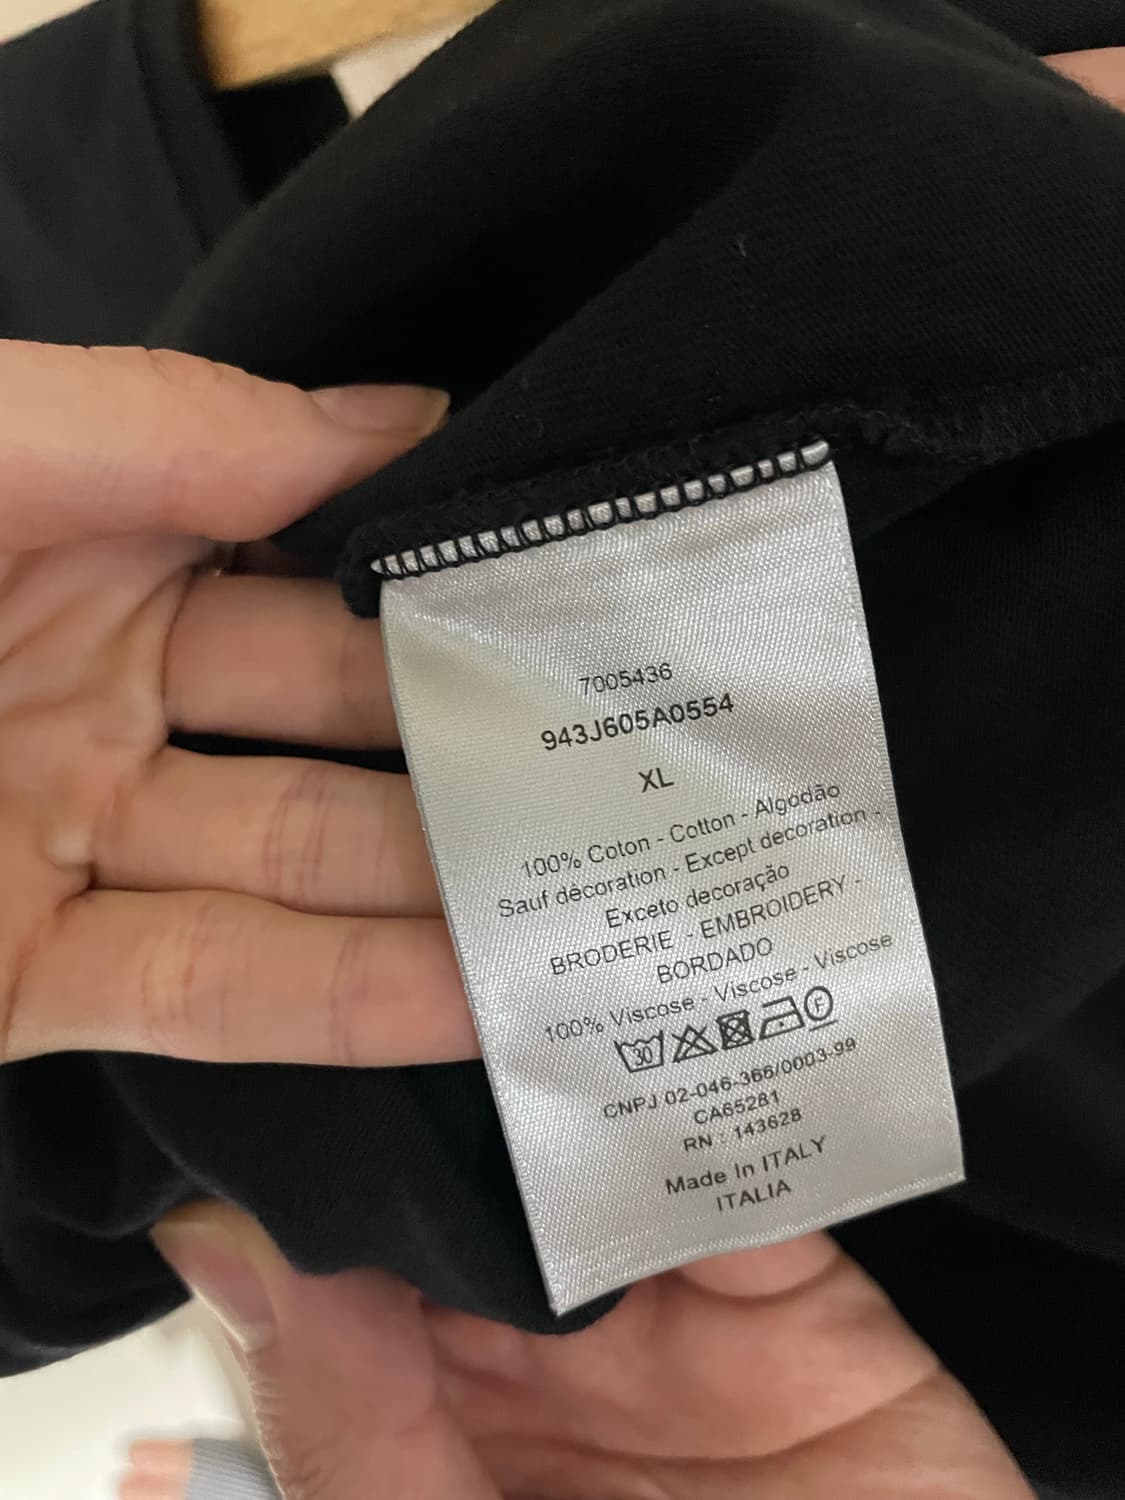 7005436
943J605A0554
XL
100% Coton - Cotton - Algodão
Sauf décoration - Except decoration -
Exceto decoração
BRODERIE - EMBROIDERY -
BORDADO
100% Viscose - Viscose - Viscose
30 F
CNPJ 02-046-366/0003-99
CA65281
RN : 143628
Made In ITALY
ITALIA